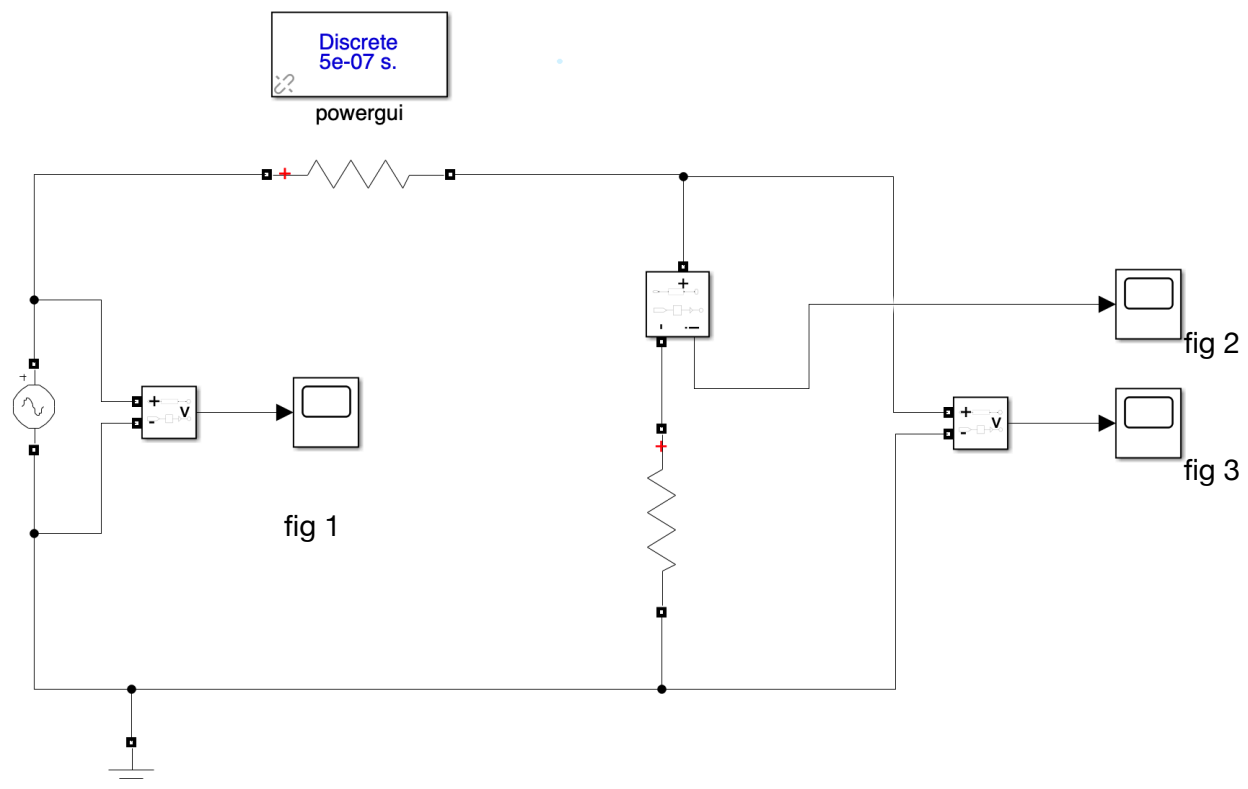 Discrete
5e-07 s.
powergui
+
+
+
-
i
+
-
v
fig 1
+
+
-
v
fig 2
fig 3